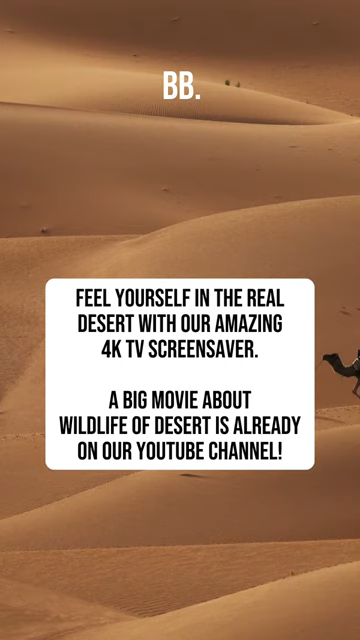 BB.
FEEL YOURSELF IN THE REAL
DESERT WITH OUR AMAZING
4K TV SCREENSAVER.
A BIG MOVIE ABOUT
WILDLIFE OF DESERT IS ALREADY
ON OUR YOUTUBE CHANNEL!